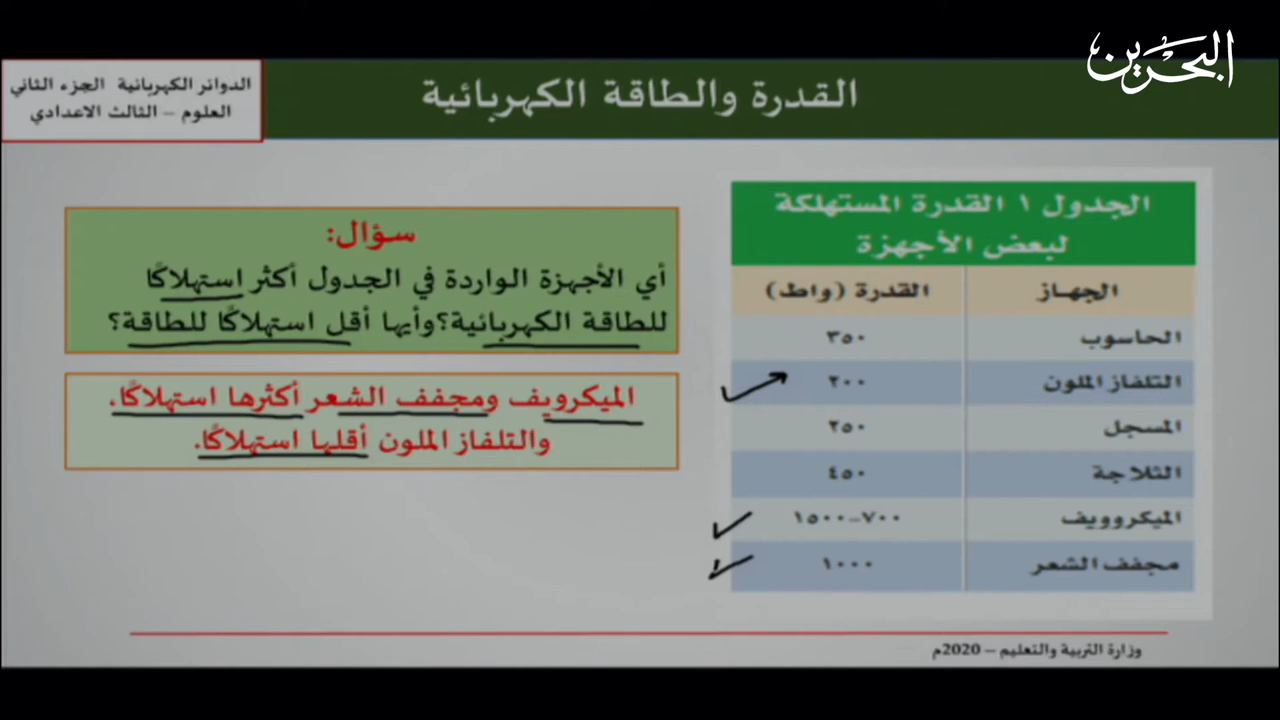 البحرين
الدوائر الكهربائية الجزء الثاني
العلوم – الثالث الاعدادي
القدرة والطاقة الكهربائية
الجدول ١ القدرة المستهلكة
لبعض الأجهزة
الجهاز القدرة (واط)
الحاسوب ٣٥٠
التلفاز الملون ٢٠٠
المسجل ٢٥٠
الثلاجة ٤٥٠
الميكروويف ٧٠٠–١٥٠٠
مجفف الشعر ١٠٠٠
سؤال:
أي الأجهزة الواردة في الجدول أكثر استهلاكًا
للطاقة الكهربائية؟وأيها أقل استهلاكًا للطاقة؟
الميكرويف ومجفف الشعر أكثرها استهلاكًا،
والتلفاز الملون أقلها استهلاكًا.
وزارة التربية والتعليم – 2020م